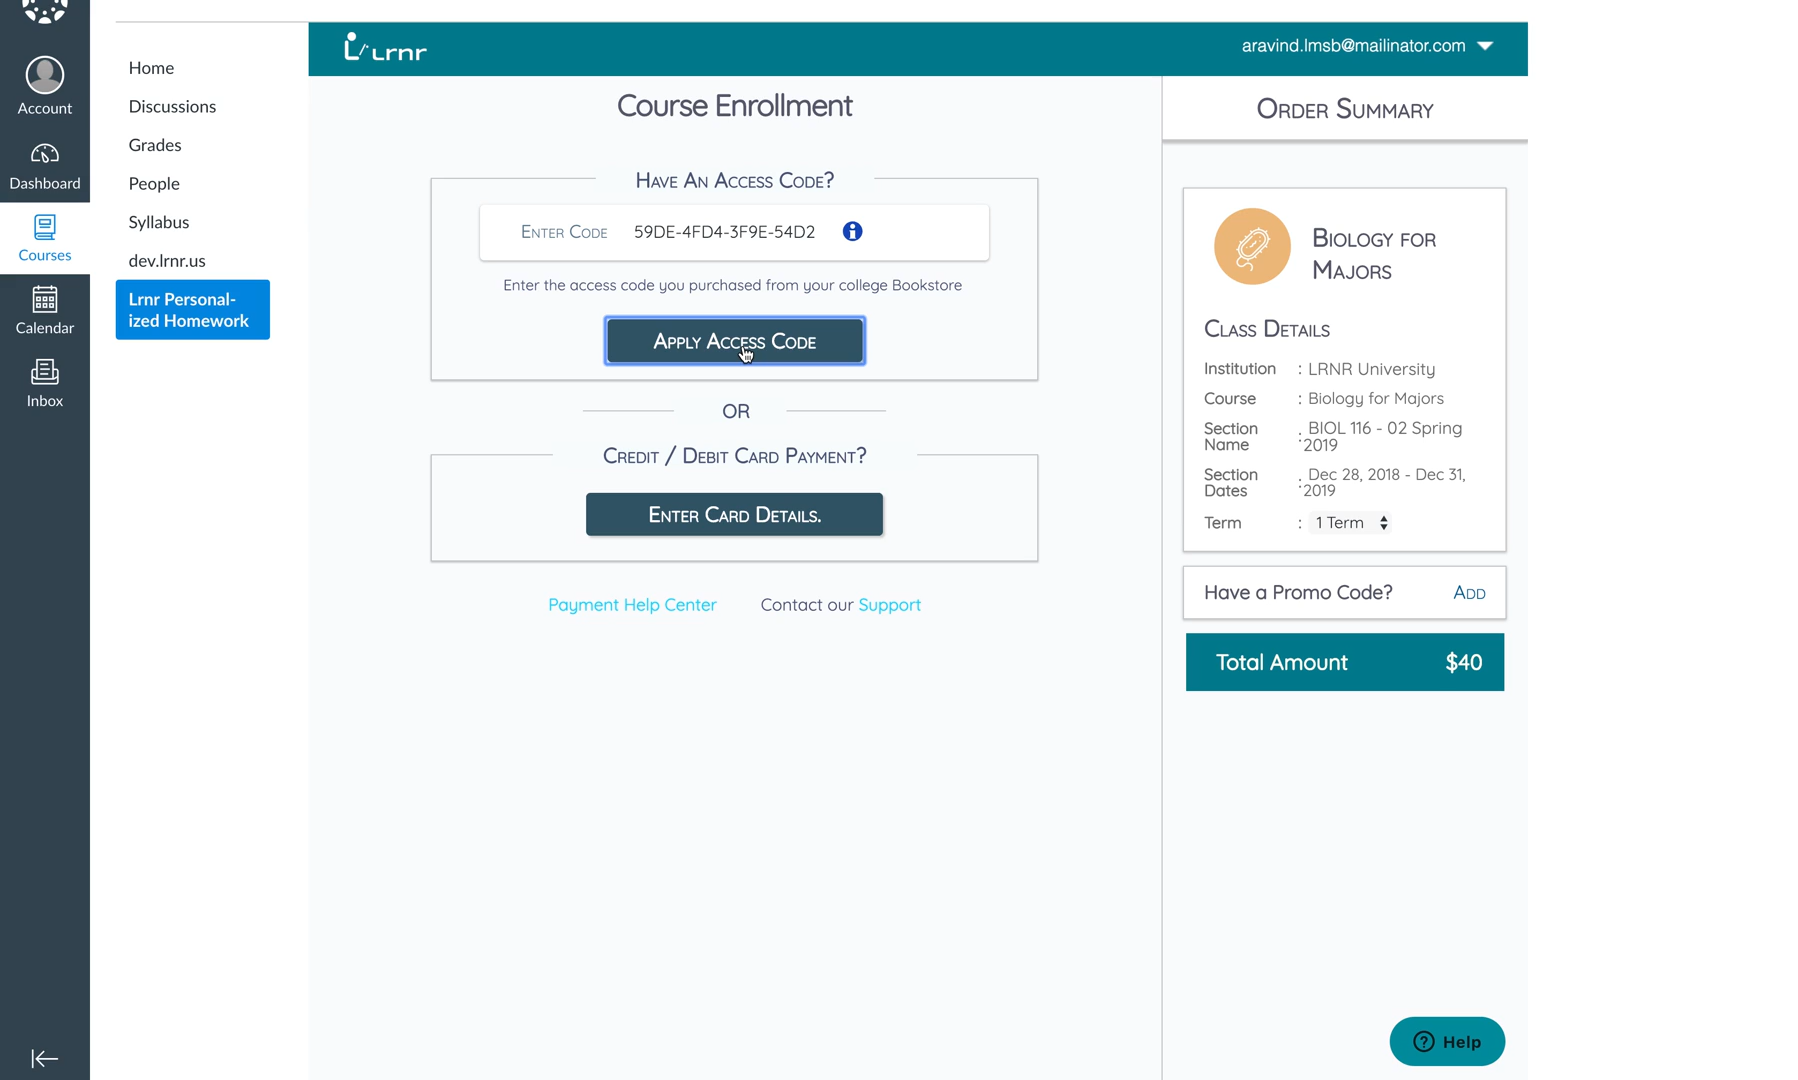 Account
Dashboard
Courses
Calendar
Inbox
Home
Discussions
Grades
People
Syllabus
dev.lrnr.us
Lrnr Personal-
ized Homework
Lrnr
aravind.lmsb@mailinator.com
Course Enrollment
Have An Access Code?
Enter Code 59DE-4FD4-3F9E-54D2
Enter the access code you purchased from your college Bookstore
Apply Access Code
OR
Credit / Debit Card Payment?
Enter Card Details.
Payment Help Center Contact our Support
Order Summary
Biology for
Majors
Class Details
Institution : LRNR University
Course : Biology for Majors
Section Name : BIOL 116 - 02 Spring
2019
Section Dates : Dec 28, 2018 - Dec 31,
2019
Term : 1 Term
Have a Promo Code? Add
Total Amount $40
Help